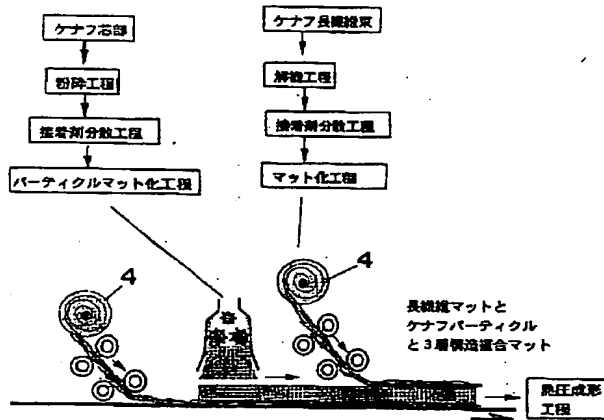 ケナフ芯部
粉砕工程
接着剤分散工程
パーティクルマット化工程
ケナフ長繊維束
解繊工程
接着剤分散工程
マット化工程
4
4
長繊維マットと
ケナフパーティクル
と3層構造複合マット
熱圧成形
工程